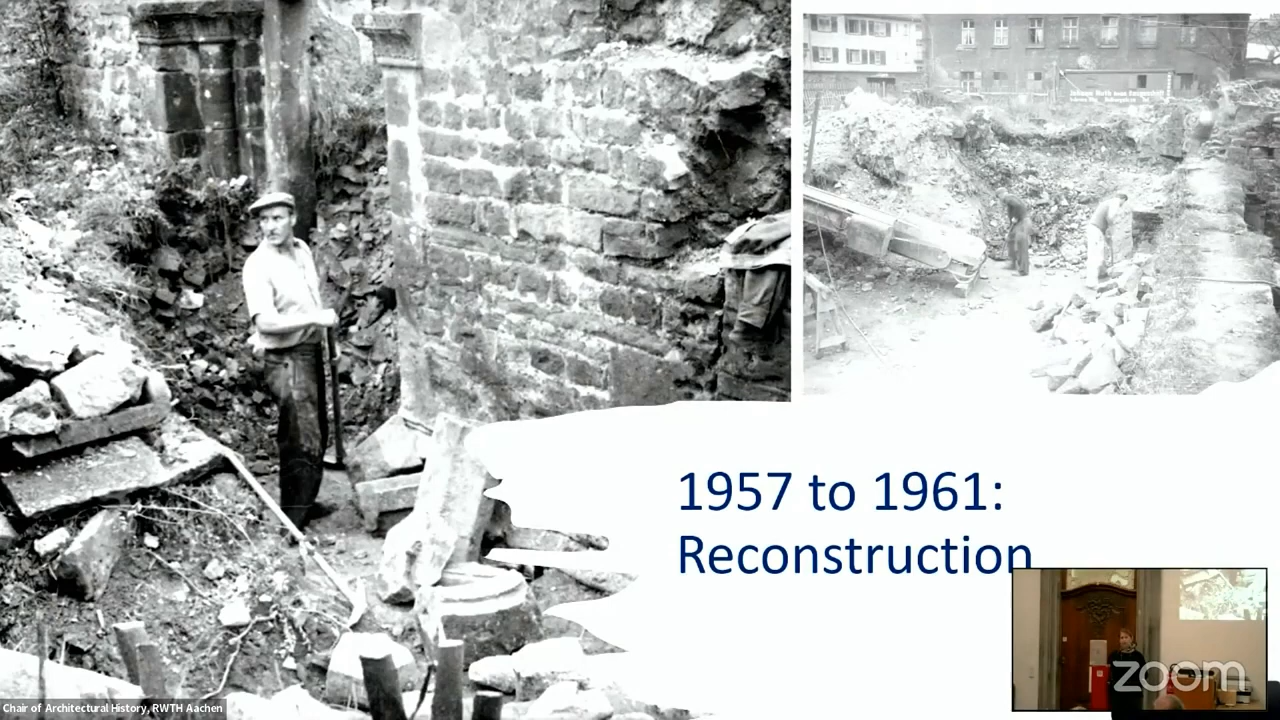 1957 to 1961:
Reconstruction
zoom
Chair of Architectural History, RWTH Aachen